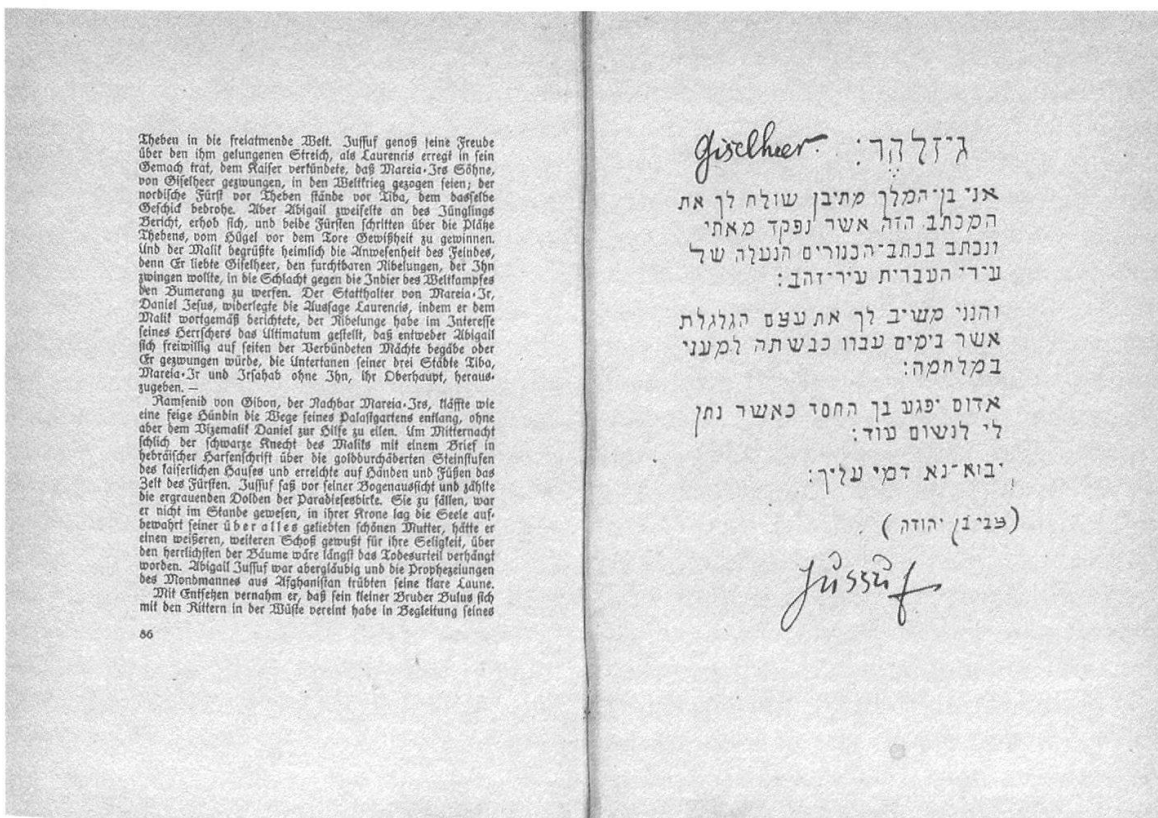 Theben in die freiatmende Welt. Jussuf genoß seine Freude
über den ihm gelungenen Streich, als Laurencis erregt in sein
Gemach trat, dem Kaiser verkündete, daß Mareia-Irs Söhne,
von Giselheer gezwungen, in den Weltkrieg gezogen seien; der
nordische Fürst vor Theben stände vor Tiba, dem dasselbe
Geschick bedrohe. Aber Abigail zweifelte an des Jünglings
Bericht, erhob sich, und beide Fürsten schritten über die Plätze
Thebens, vom Hügel vor dem Tore Gewißheit zu gewinnen.
Und der Malik begrüßte heimlich die Anwesenheit des Feindes,
denn Er liebte Giselheer, den furchtbaren Nibelungen, der Ihn
zwingen wollte, in die Schlacht gegen die Indier des Weltkampfes
den Bumerang zu werfen. Der Statthalter von Mareia-Ir,
Daniel Jesus, widerlegte die Aussage Laurencis, indem er dem
Malik wortgemäß berichtete, der Nibelunge habe im Interesse
seines Herrschers das Ultimatum gestellt, daß entweder Abigail
sich freiwillig auf seiten der Verbündeten Mächte begäbe oder
Er gezwungen würde, die Untertanen seiner drei Städte Tiba,
Mareia-Ir und Irsahab ohne Ihn, ihr Oberhaupt, heraus-
zugeben. —
Ramsenid von Gibon, der Nachbar Mareia-Irs, kläffte wie
eine feige Hündin die Wege seines Palastgartens entlang, ohne
aber dem Vizemalik Daniel zur Hilfe zu eilen. Um Mitternacht
schlich der schwarze Knecht des Maliks mit einem Brief in
hebräischer Harfenschrift über die golddurchäderten Steinstufen
des kaiserlichen Hauses und erreichte auf Händen und Füßen das
Zelt des Fürsten. Jussuf saß vor seiner Bogenaussicht und zählte
die ergrauenden Dolden der Paradiesesbirke. Sie zu fällen, war
er nicht im Stande gewesen, in ihrer Krone lag die Seele auf-
bewahrt seiner über alles geliebten schönen Mutter, hätte er
einen weißeren, weiteren Schoß gewußt für ihre Seligkeit, über
den herrlichsten der Bäume wäre längst das Todesurteil verhängt
worden. Abigail Jussuf war abergläubig und die Prophezeiungen
des Mondmannes aus Afghanistan trübten seine klare Laune.
Mit Entsetzen vernahm er, daß sein kleiner Bruder Bulus sich
mit den Rittern in der Wüste vereint habe in Begleitung seines
86
Giselheer. גיזלהֶר:
אני בן־המלך מתיבן שולח לך את
המכתב הזה אשר נפקד מאתי
ונכתב בכתב־הכנורים הנעלה של
עירי העברית עיר־זהב:
והנני משיב לך את עצם הגלגלת
אשר בימים עברו כבשתה למעני
במלחמה:
אדום יפגע בך החסד כאשר נתן
לי לנשום עוד:
יבוא־נא דמי עליך:
(צבי בן יהודה)
Jussuf